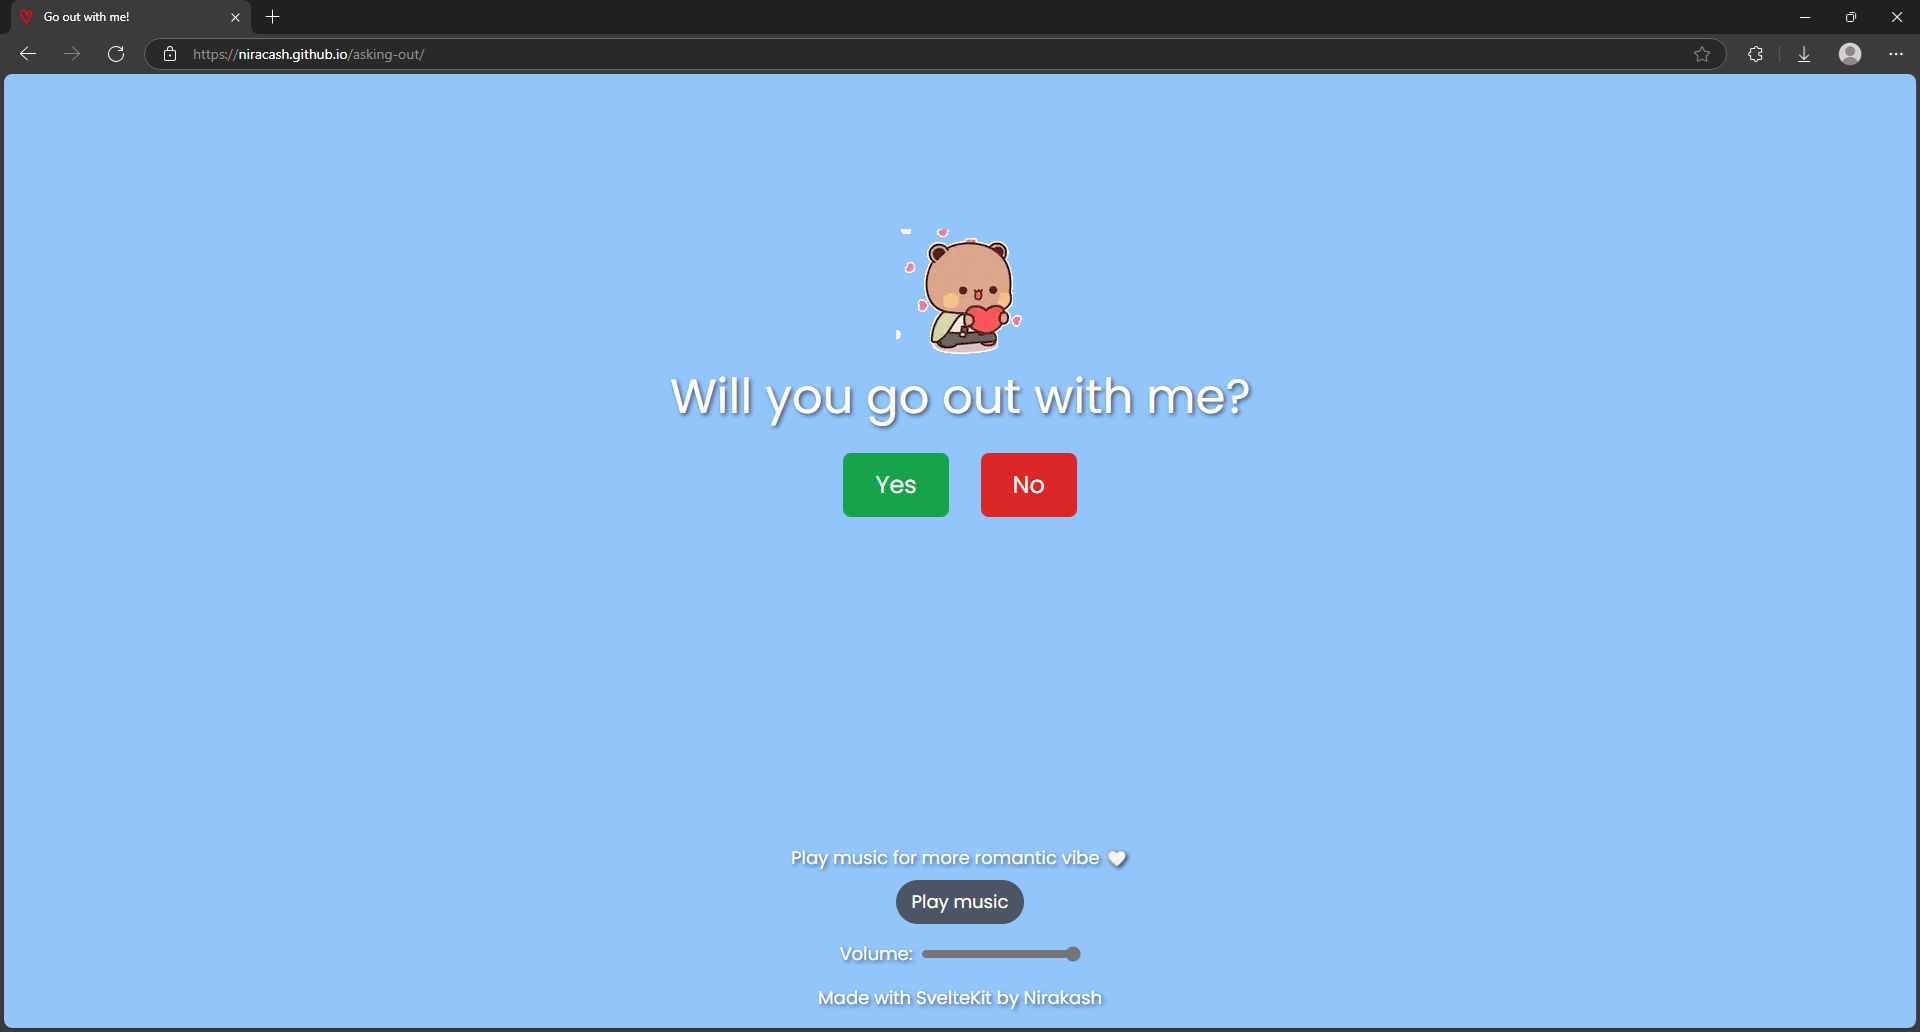 Go out with me!
https://niracash.github.io/asking-out/
Will you go out with me?
Yes
No
Play music for more romantic vibe 🤍
Play music
Volume:
Made with SvelteKit by Nirakash